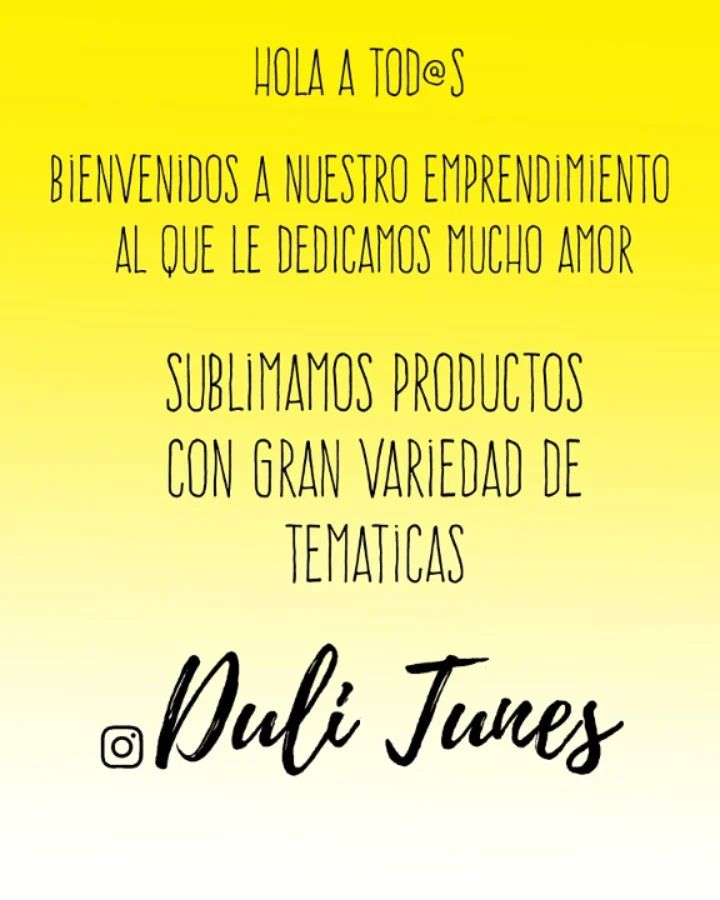 HOLA A TOD@S
BiENVENiDOS A NUESTRO EMPRENDiMiENTO
AL QUE LE DEDICAMOS MUCHO AMOR
SUBLiMAMOS PRODUCTOS
CON GRAN VARiEDAD DE
TEMATiCAS
Duli Tunes